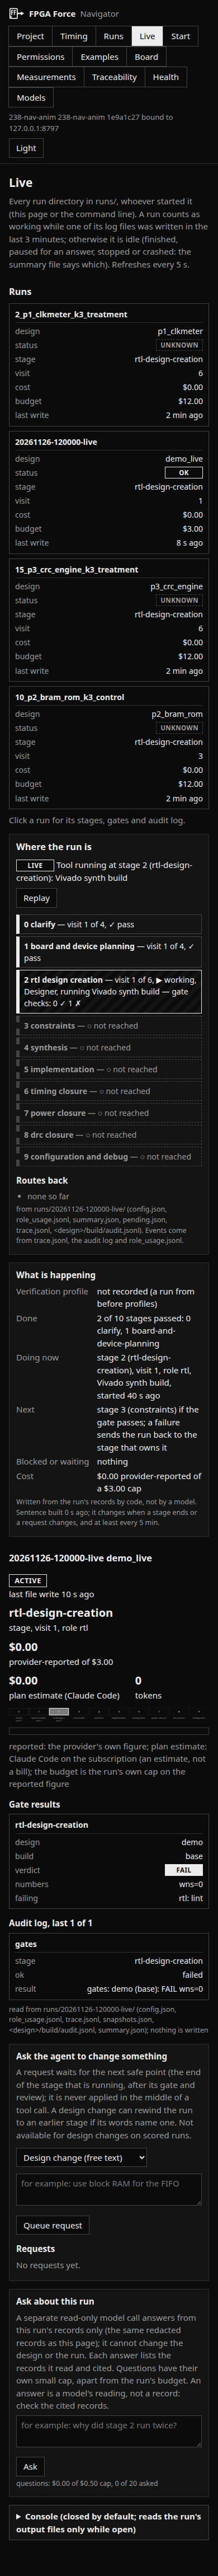 FPGA Force Navigator
Project Timing Runs Live Start
Permissions Examples Board
Measurements Traceability Health
Models
238-nav-anim 238-nav-anim 1e9a1c27 bound to
127.0.0.1:8797
Light
Live
Every run directory in runs/, whoever started it
(this page or the command line). A run counts as
working while one of its log files was written in the
last 3 minutes; otherwise it is idle (finished,
paused for an answer, stopped or crashed: the
summary file says which). Refreshes every 5 s.
Runs
2_p1_clkmeter_k3_treatment
design p1_clkmeter
status UNKNOWN
stage rtl-design-creation
visit 6
cost $0.00
budget $12.00
last write 2 min ago
20261126-120000-live
design demo_live
status OK
stage rtl-design-creation
visit 1
cost $0.00
budget $3.00
last write 8 s ago
15_p3_crc_engine_k3_treatment
design p3_crc_engine
status UNKNOWN
stage rtl-design-creation
visit 6
cost $0.00
budget $12.00
last write 2 min ago
10_p2_bram_rom_k3_control
design p2_bram_rom
status UNKNOWN
stage rtl-design-creation
visit 3
cost $0.00
budget $12.00
last write 2 min ago
Click a run for its stages, gates and audit log.
Where the run is
LIVE Tool running at stage 2 (rtl-design-
creation): Vivado synth build
Replay
0 clarify — visit 1 of 4, ✓ pass
1 board and device planning — visit 1 of 4, ✓
pass
2 rtl design creation — visit 1 of 6, ▶ working,
Designer, running Vivado synth build — gate
checks: 0 ✓ 1 ✗
3 constraints — ○ not reached
4 synthesis — ○ not reached
5 implementation — ○ not reached
6 timing closure — ○ not reached
7 power closure — ○ not reached
8 drc closure — ○ not reached
9 configuration and debug — ○ not reached
Routes back
• none so far
from runs/20261126-120000-live/ (config.json,
role_usage.jsonl, summary.json, pending.json,
trace.jsonl, <design>/build/audit.jsonl). Events come
from trace.jsonl, the audit log and role_usage.jsonl.
What is happening
Verification profile not recorded (a run from
before profiles)
Done 2 of 10 stages passed: 0
clarify, 1 board-and-
device-planning
Doing now stage 2 (rtl-design-
creation), visit 1, role rtl,
Vivado synth build,
started 40 s ago
Next stage 3 (constraints) if the
gate passes; a failure
sends the run back to the
stage that owns it
Blocked or waiting nothing
Cost $0.00 provider-reported of
a $3.00 cap
Written from the run's records by code, not by a model.
Sentence built 0 s ago; it changes when a stage ends or
a request changes, and at least every 5 min.
20261126-120000-live demo_live
ACTIVE
last file write 10 s ago
rtl-design-creation
stage, visit 1, role rtl
$0.00
provider-reported of $3.00
$0.00 0
plan estimate (Claude Code) tokens
reported: the provider's own figure; plan estimate:
Claude Code on the subscription (an estimate, not
a bill); the budget is the run's own cap on the
reported figure
Gate results
rtl-design-creation
design demo
build base
verdict FAIL
numbers wns=0
failing rtl: lint
Audit log, last 1 of 1
gates
stage rtl-design-creation
ok failed
result gates: demo (base): FAIL wns=0
read from runs/20261126-120000-live/ (config.json,
role_usage.jsonl, trace.jsonl, snapshots.json,
<design>/build/audit.jsonl, summary.json); nothing is written
Ask the agent to change something
A request waits for the next safe point (the end
of the stage that is running, after its gate and
review); it is never applied in the middle of a
tool call. A design change can rewind the run
to an earlier stage if its words name one. Not
available for design changes on scored runs.
Design change (free text)
for example: use block RAM for the FIFO
Queue request
Requests
No requests yet.
Ask about this run
A separate read-only model call answers from
this run's records only (the same redacted
records as this page); it cannot change the
design or the run. Each answer lists the
records it read and cited. Questions have their
own small cap, apart from the run's budget. An
answer is a model's reading, not a record:
check the cited records.
for example: why did stage 2 run twice?
Ask
questions: $0.00 of $0.50 cap, 0 of 20 asked
▶ Console (closed by default; reads the run's
output files only while open)